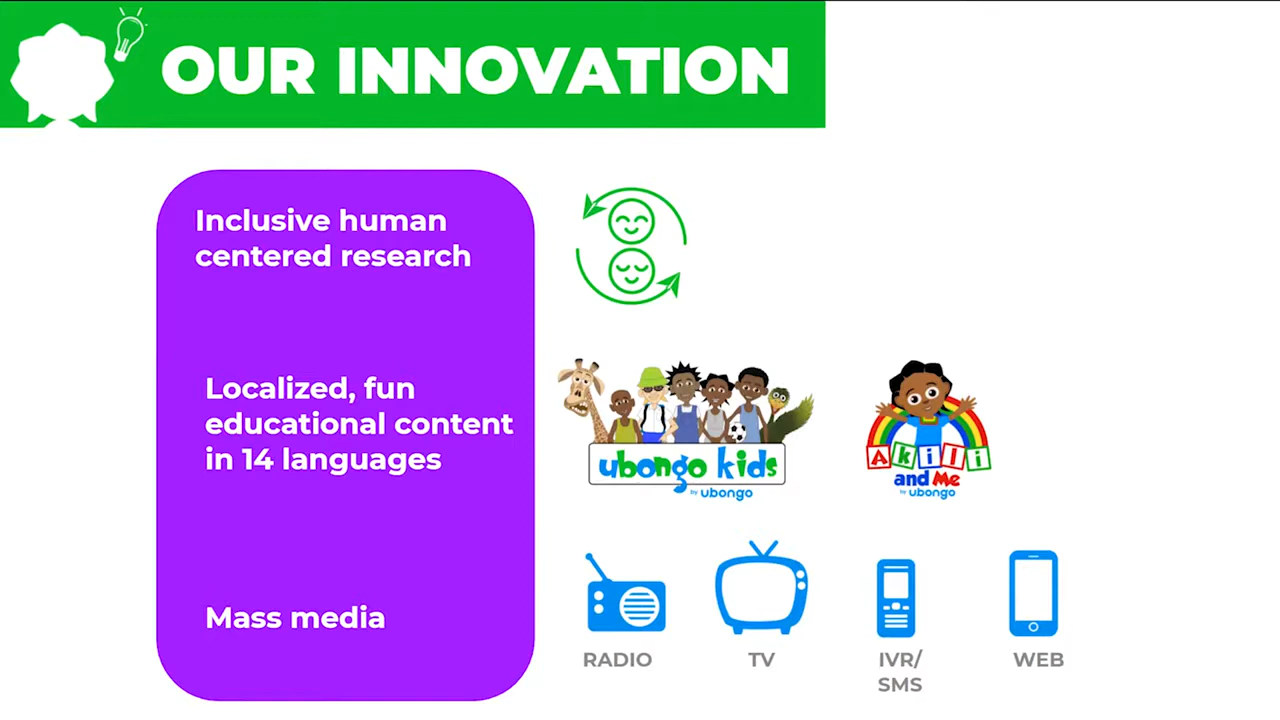 OUR INNOVATION
Inclusive human
centered research
Localized, fun
educational content
in 14 languages
ubongo kids
by ubongo
Akili
and Me
by ubongo
Mass media
RADIO
TV
IVR/
SMS
WEB